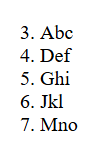 3. Abc
4. Def
5. Ghi
6. Jkl
7. Mno